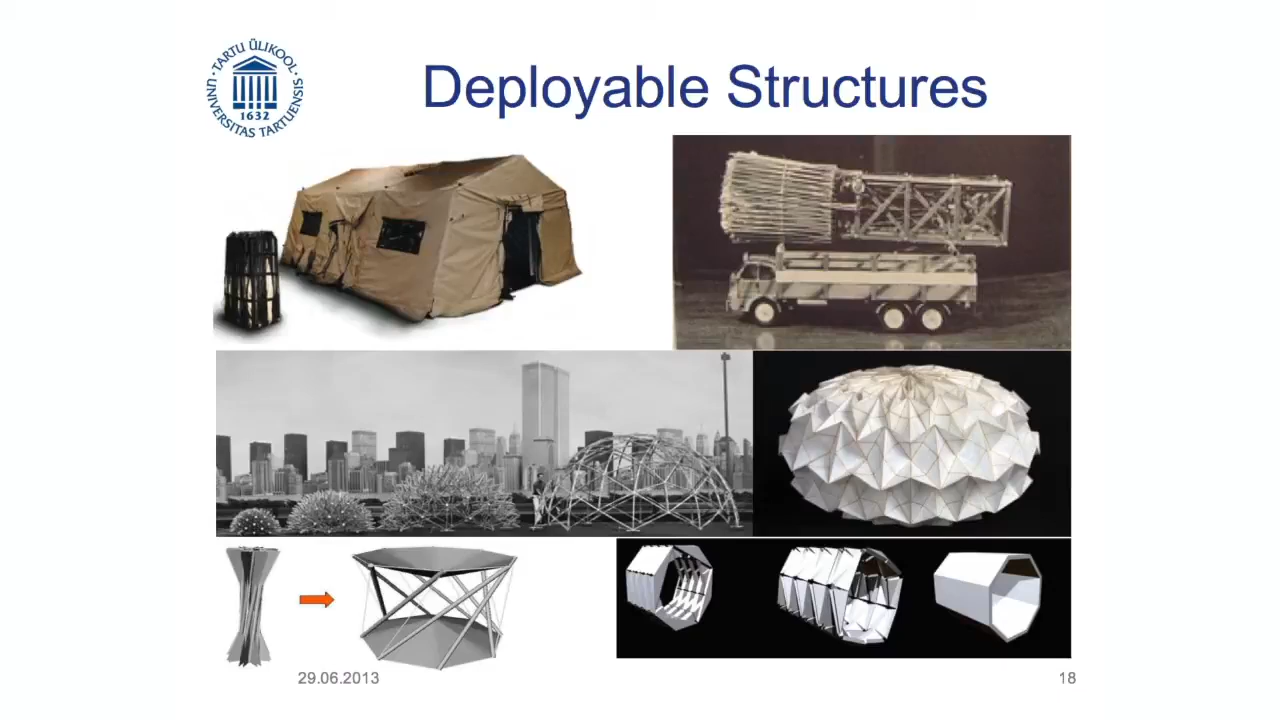 TARTU ÜLIKOOL
UNIVERSITAS TARTUENSIS
1632
Deployable Structures
29.06.2013
18